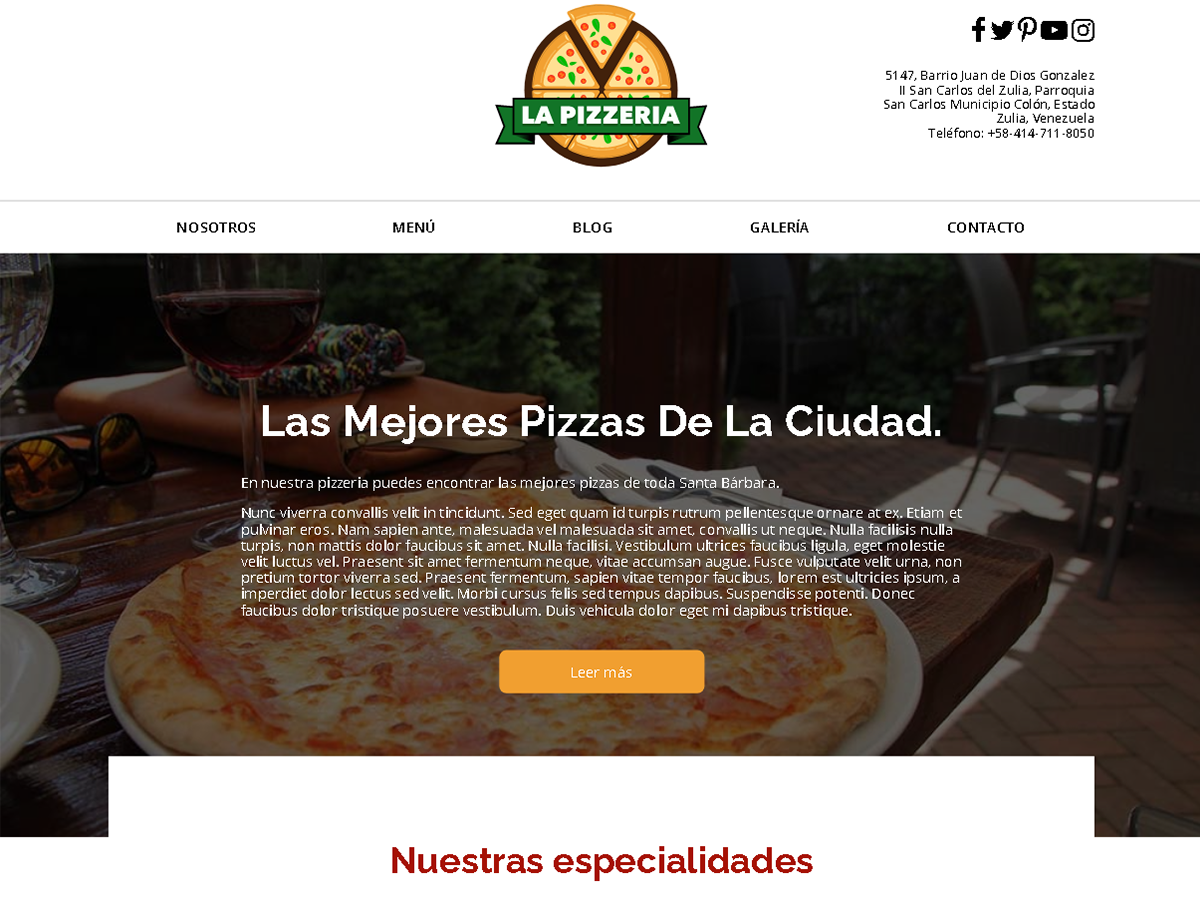 LA PIZZERIA
5147, Barrio Juan de Dios Gonzalez
II San Carlos del Zulia, Parroquia
San Carlos Municipio Colón, Estado
Zulia, Venezuela
Teléfono: +58-414-711-8050
NOSOTROS
MENÚ
BLOG
GALERÍA
CONTACTO
Las Mejores Pizzas De La Ciudad.
En nuestra pizzeria puedes encontrar las mejores pizzas de toda Santa Bárbara.
Nunc viverra convallis velit in tincidunt. Sed eget quam id turpis rutrum pellentesque ornare at ex. Etiam et
pulvinar eros. Nam sapien ante, malesuada vel malesuada sit amet, convallis ut neque. Nulla facilisis nulla
turpis, non mattis dolor faucibus sit amet. Nulla facilisi. Vestibulum ultrices faucibus ligula, eget molestie
velit luctus vel. Praesent sit amet fermentum neque, vitae accumsan augue. Fusce vulputate velit urna, non
pretium tortor viverra sed. Praesent fermentum, sapien vitae tempor faucibus, lorem est ultricies ipsum, a
imperdiet dolor lectus sed velit. Morbi cursus felis sed tempus dapibus. Suspendisse potenti. Donec
faucibus dolor tristique posuere vestibulum. Duis vehicula dolor eget mi dapibus tristique.
Leer más
Nuestras especialidades